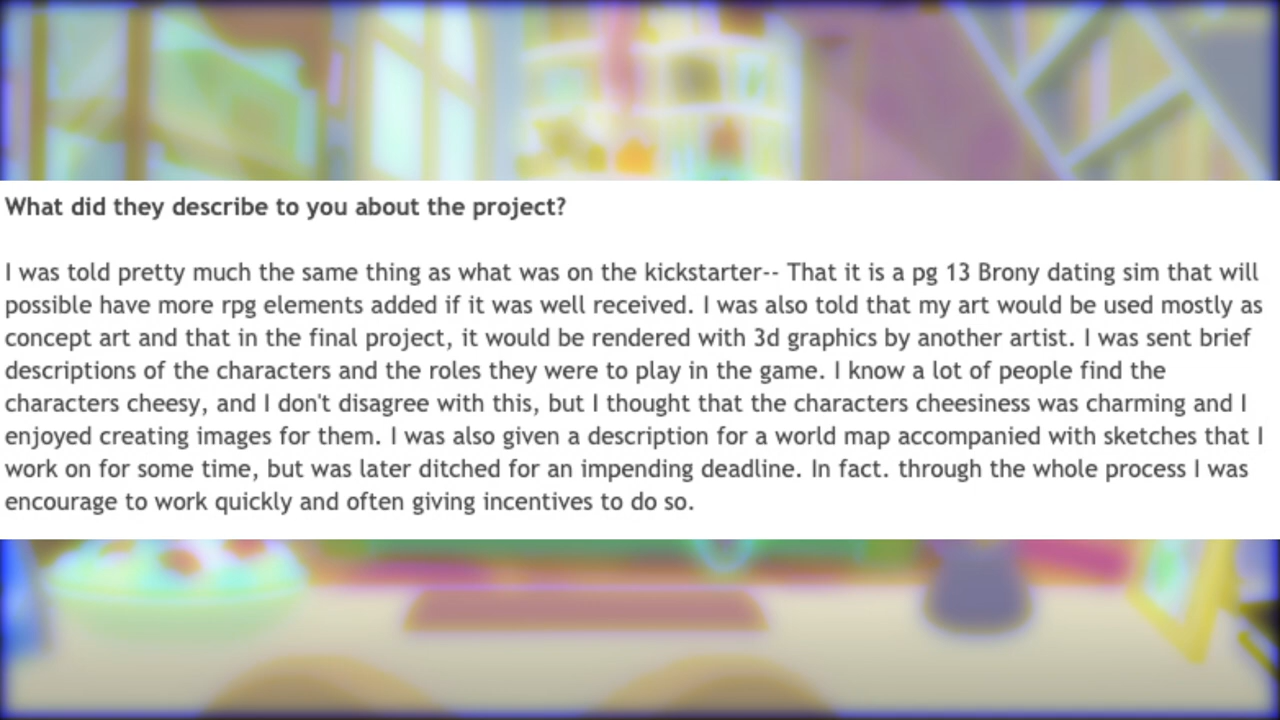 What did they describe to you about the project?
I was told pretty much the same thing as what was on the kickstarter-- That it is a pg 13 Brony dating sim that will
possible have more rpg elements added if it was well received. I was also told that my art would be used mostly as
concept art and that in the final project, it would be rendered with 3d graphics by another artist. I was sent brief
descriptions of the characters and the roles they were to play in the game. I know a lot of people find the
characters cheesy, and I don't disagree with this, but I thought that the characters cheesiness was charming and I
enjoyed creating images for them. I was also given a description for a world map accompanied with sketches that I
work on for some time, but was later ditched for an impending deadline. In fact. through the whole process I was
encourage to work quickly and often giving incentives to do so.